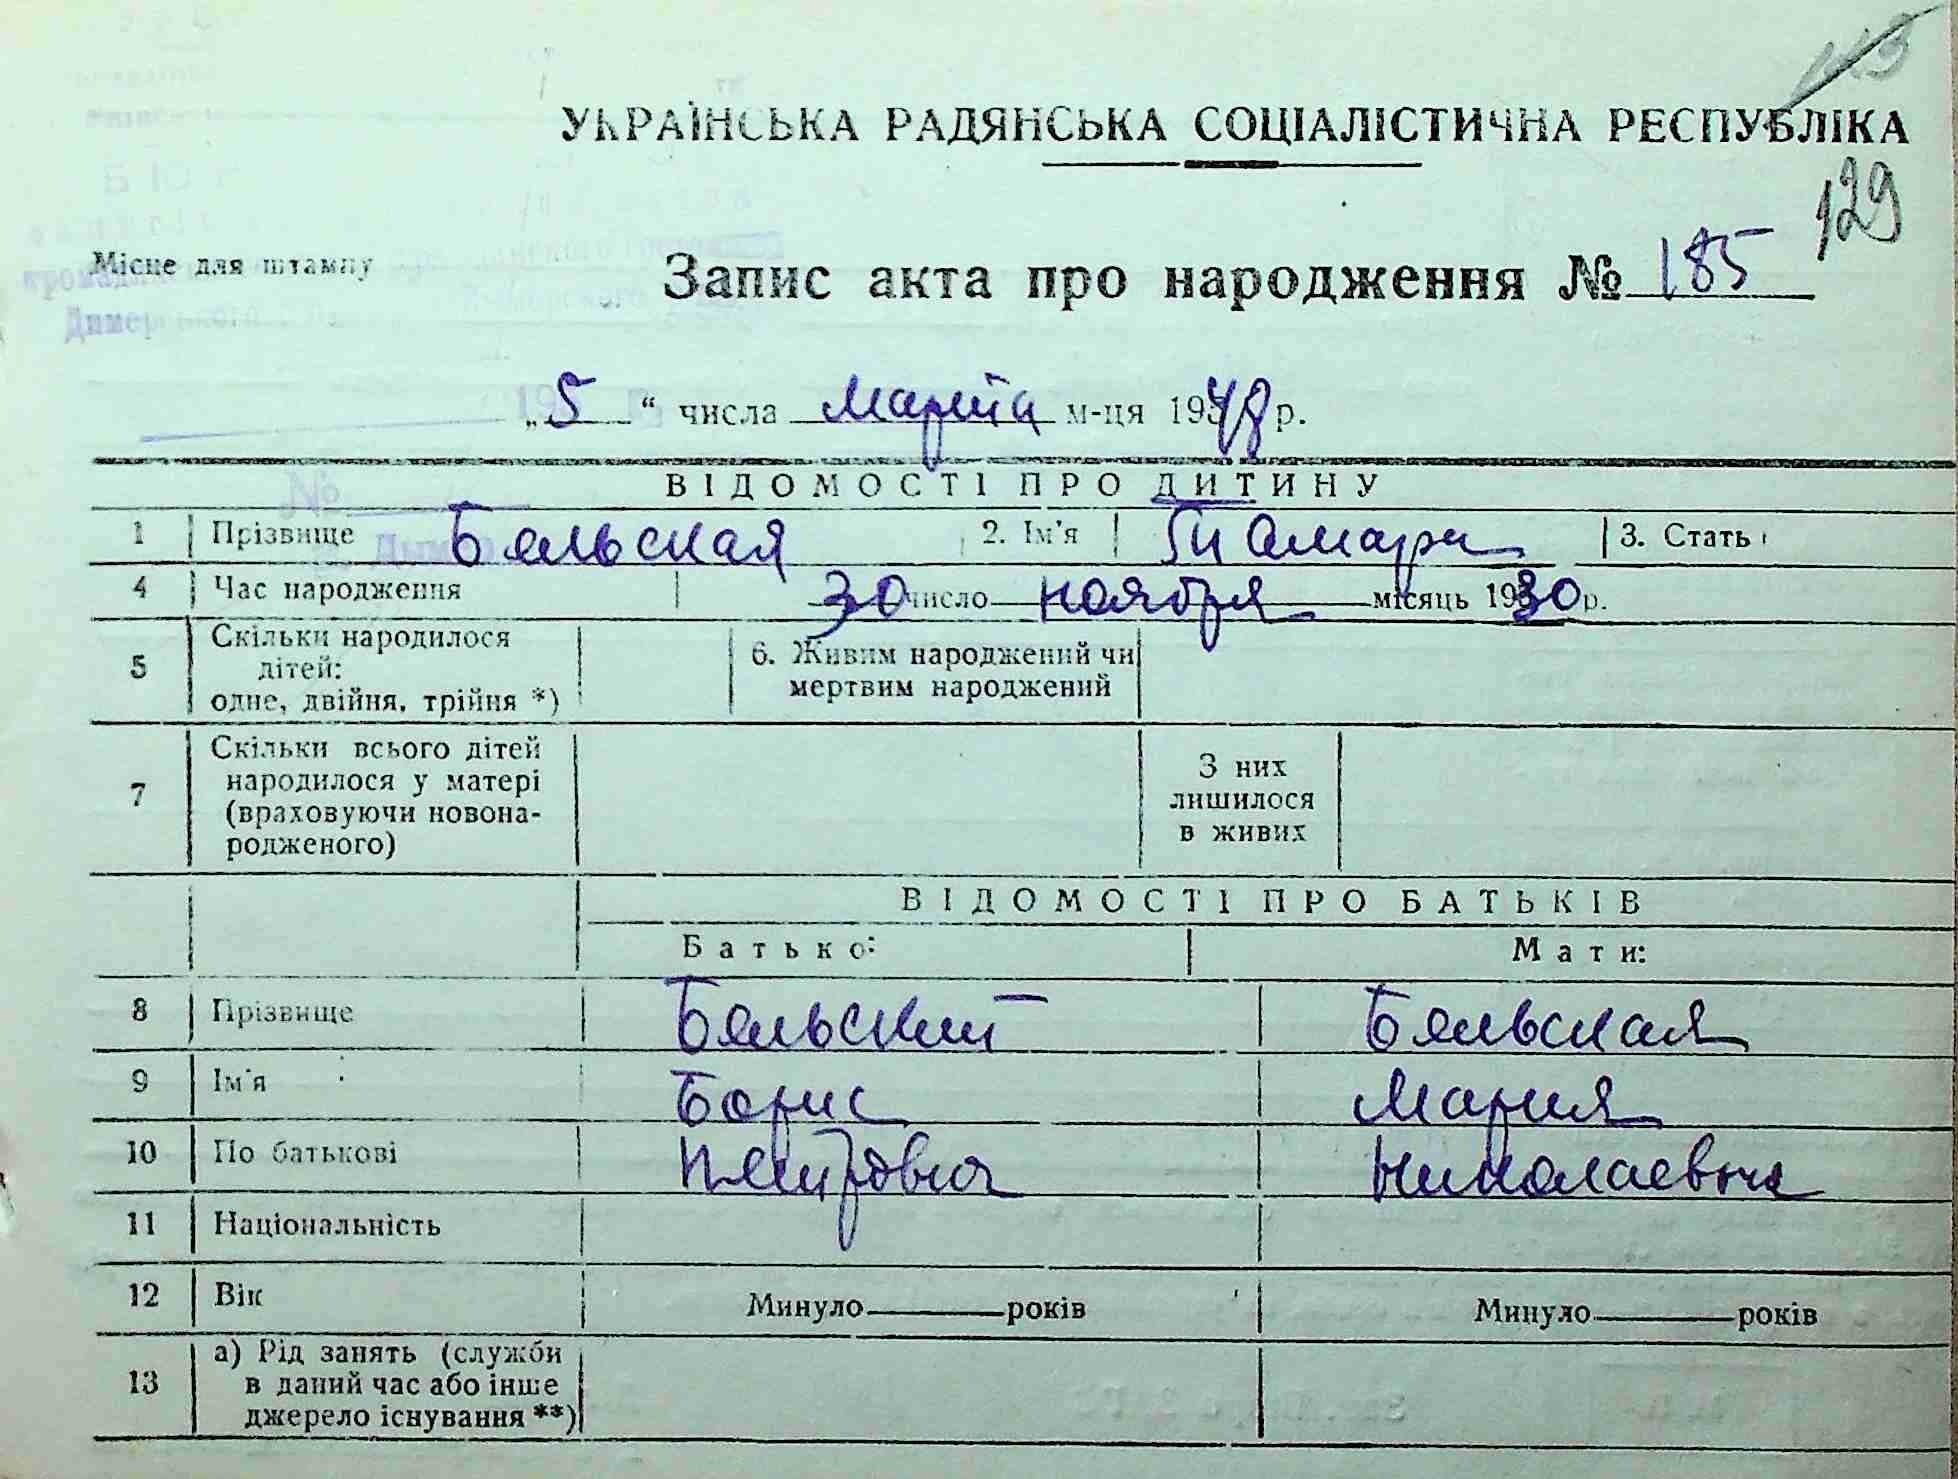 113
УКРАЇНСЬКА РАДЯНСЬКА СОЦІАЛІСТИЧНА РЕСПУБЛІКА
129
Місце для штампу
Запис акта про народження № 185
„5“ числа марта м-ця 1948 р.
ВІДОМОСТІ ПРО ДИТИНУ
1 Прізвище Бельская 2. Ім'я Тамара 3. Стать
4 Час народження 30 число ноября місяць 1930 р.
5 Скільки народилося дітей: одне, двійня, трійня *) 6. Живим народжений чи мертвим народжений
7 Скільки всього дітей народилося у матері (враховуючи новонародженого) З них лишилося в живих
ВІДОМОСТІ ПРО БАТЬКІВ
Батько: Мати:
8 Прізвище Бельский Бельская
9 Ім'я Борис Мария
10 По батькові Петрович Николаевна
11 Національність
12 Вік Минуло років Минуло років
13 а) Рід занять (служби в даний час або інше джерело існування **)